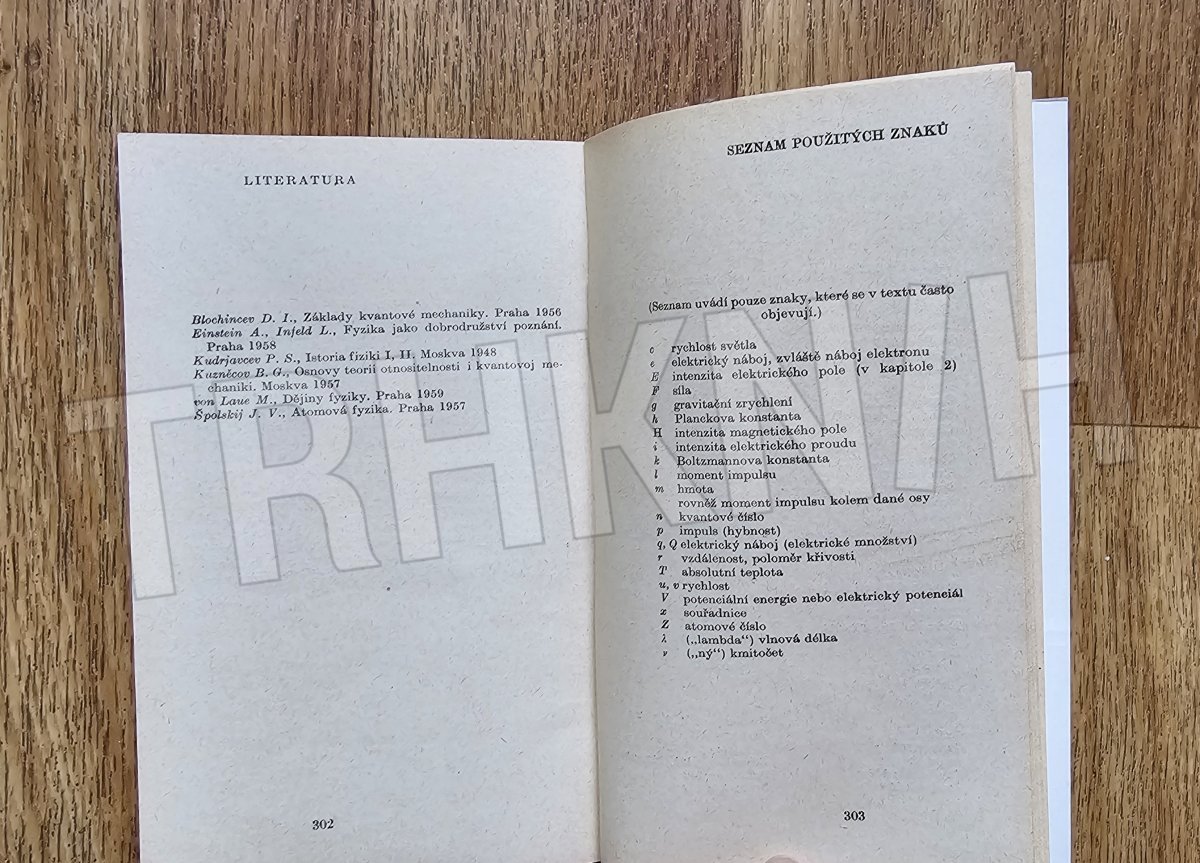 LITERATURA
Blochincev D. I., Základy kvantové mechaniky. Praha 1956
Einstein A., Infeld L., Fyzika jako dobrodružství poznání.
Praha 1958
Kudrjavcev P. S., Istoria fiziki I, II. Moskva 1948
Kuzněcov B. G., Osnovy teorii otnositelnosti i kvantovoj me-
chaniki. Moskva 1957
von Laue M., Dějiny fyziky. Praha 1959
Špolskij J. V., Atomová fyzika. Praha 1957
302
SEZNAM POUŽITÝCH ZNAKŮ
(Seznam uvádí pouze znaky, které se v textu často
objevují.)
c rychlost světla
e elektrický náboj, zvláště náboj elektronu
E intenzita elektrického pole (v kapitole 2)
F síla
g gravitační zrychlení
h Planckova konstanta
H intenzita magnetického pole
i intenzita elektrického proudu
k Boltzmannova konstanta
l moment impulsu
m hmota
rovněž moment impulsu kolem dané osy
n kvantové číslo
p impuls (hybnost)
q, Q elektrický náboj (elektrické množství)
r vzdálenost, poloměr křivosti
T absolutní teplota
u, v rychlost
V potenciální energie nebo elektrický potenciál
x souřadnice
Z atomové číslo
λ („lambda“) vlnová délka
ν („ný“) kmitočet
303
TRHKNIH